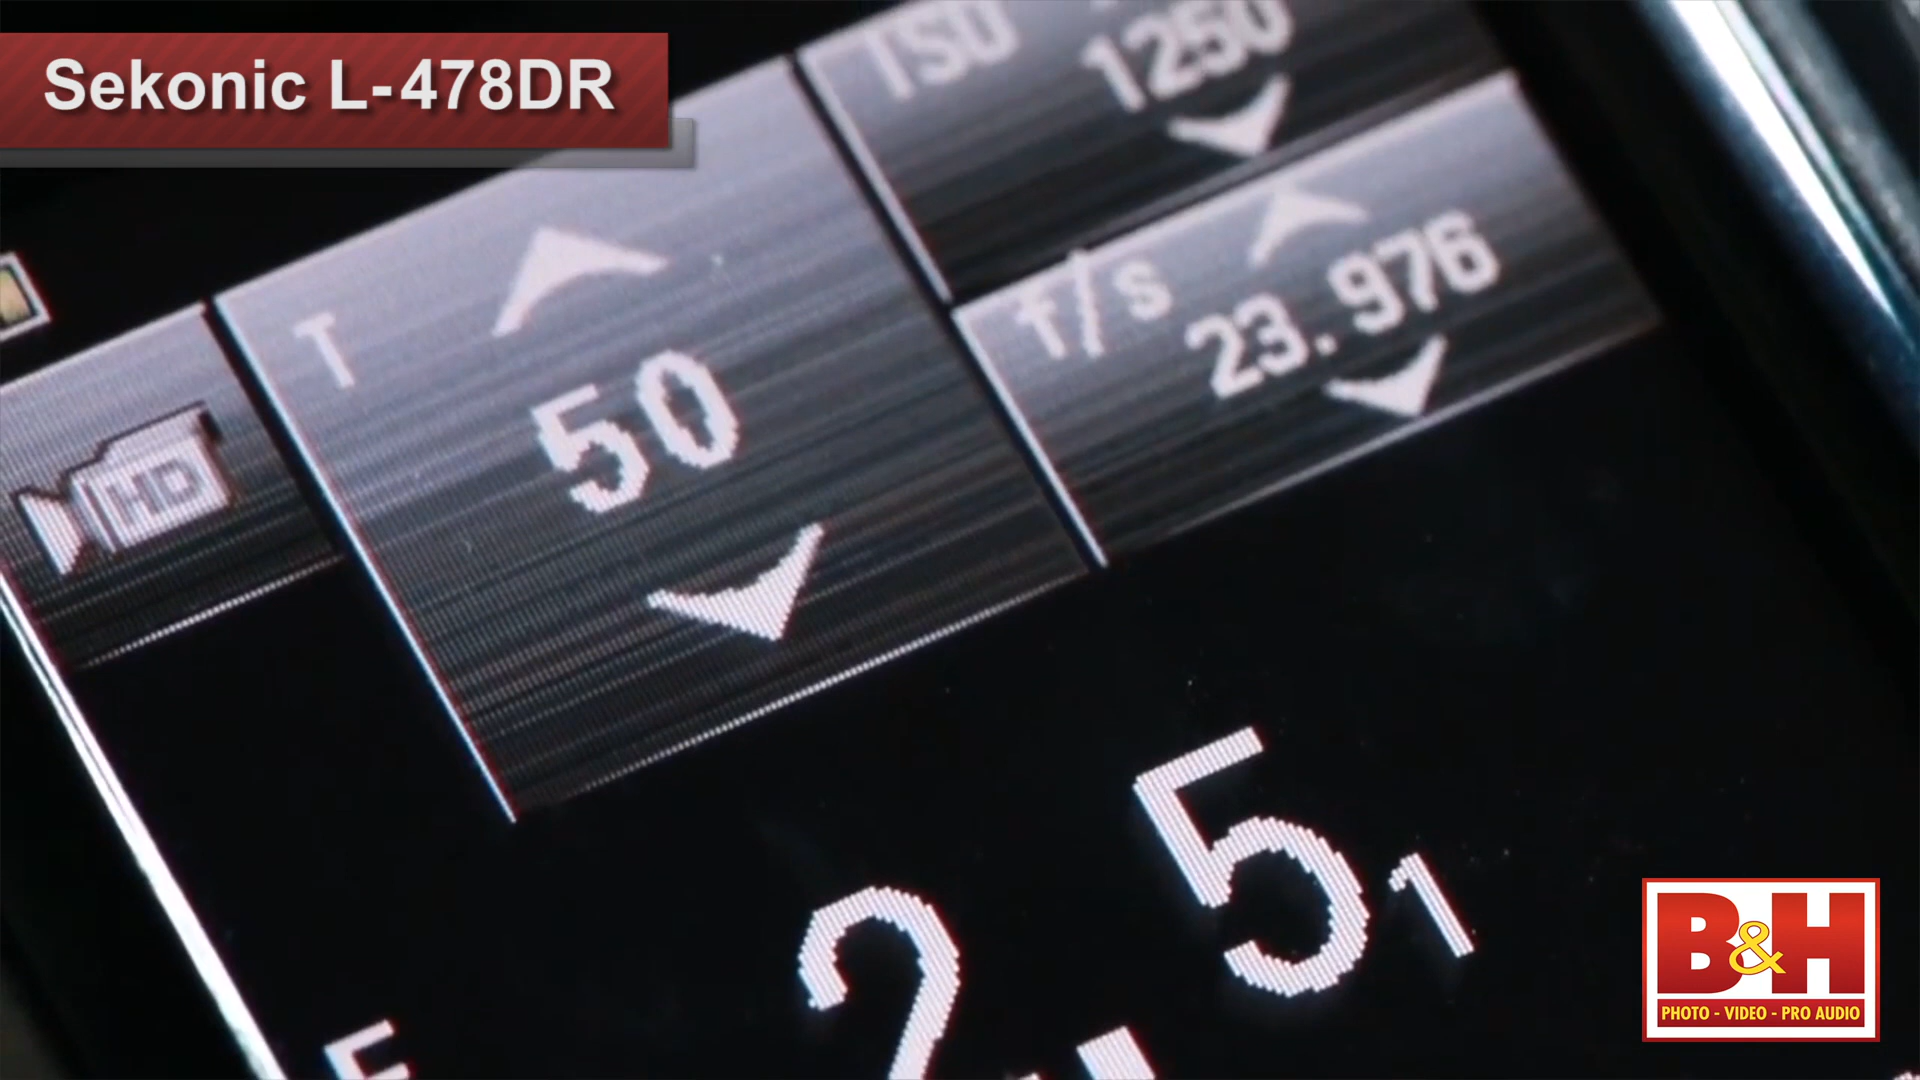 Sekonic L-478DR
ISO
1250
T
50
f/s
23.976
HD
2.5 1
F
B&H
PHOTO - VIDEO - PRO AUDIO